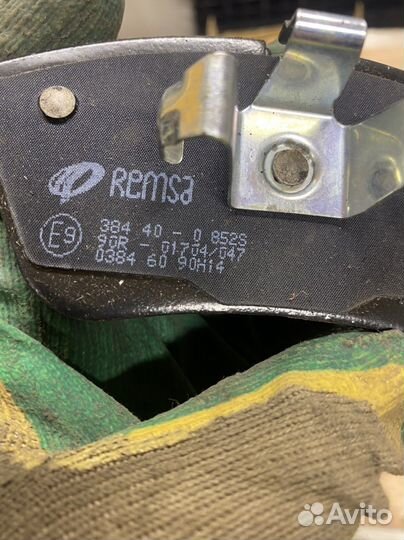 Remsa
E9
384 40 - 0 852S
90R - 01704/047
0384 60 90H14
Avito